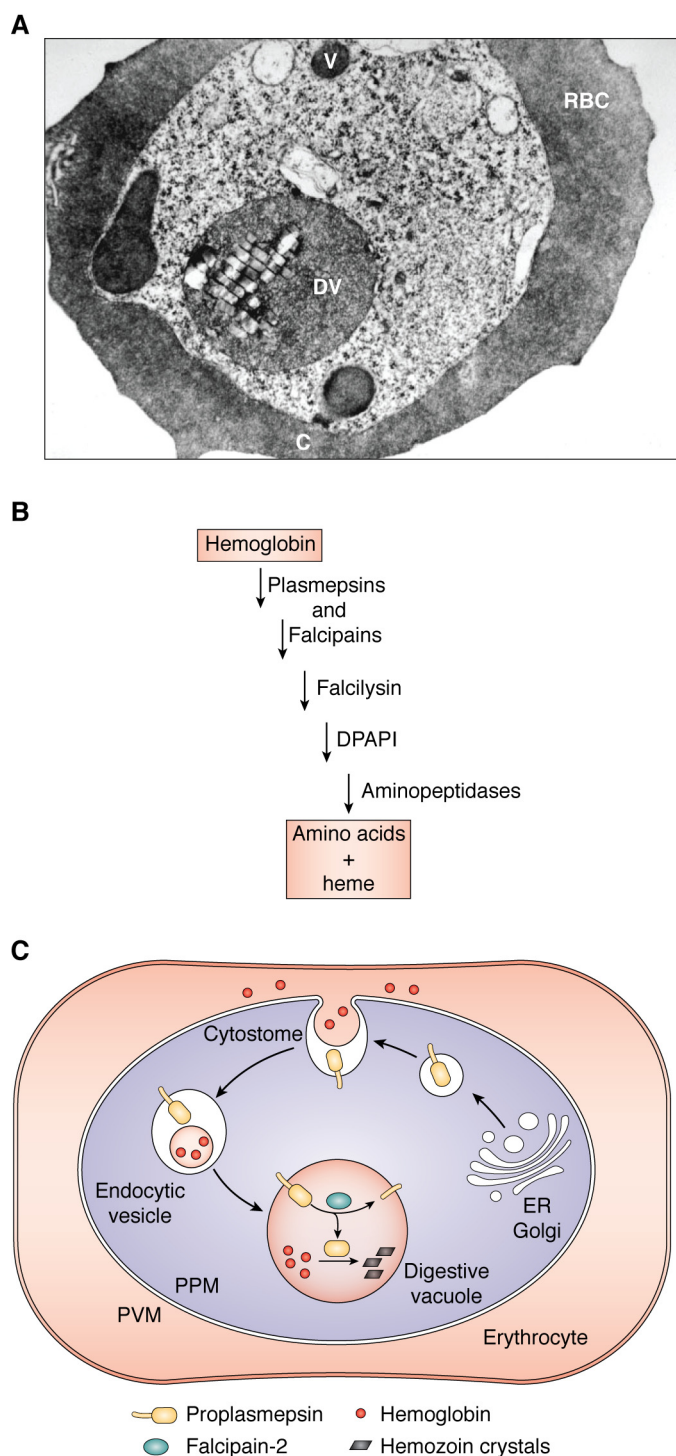 A
V
RBC
DV
C
B
Hemoglobin
Plasmepsins
and
Falcipains
Falcilysin
DPAPI
Aminopeptidases
Amino acids
+
heme
C
Cytostome
Endocytic
vesicle
ER
Golgi
Digestive
vacuole
PPM
PVM
Erythrocyte
Proplasmepsin
Hemoglobin
Falcipain-2
Hemozoin crystals